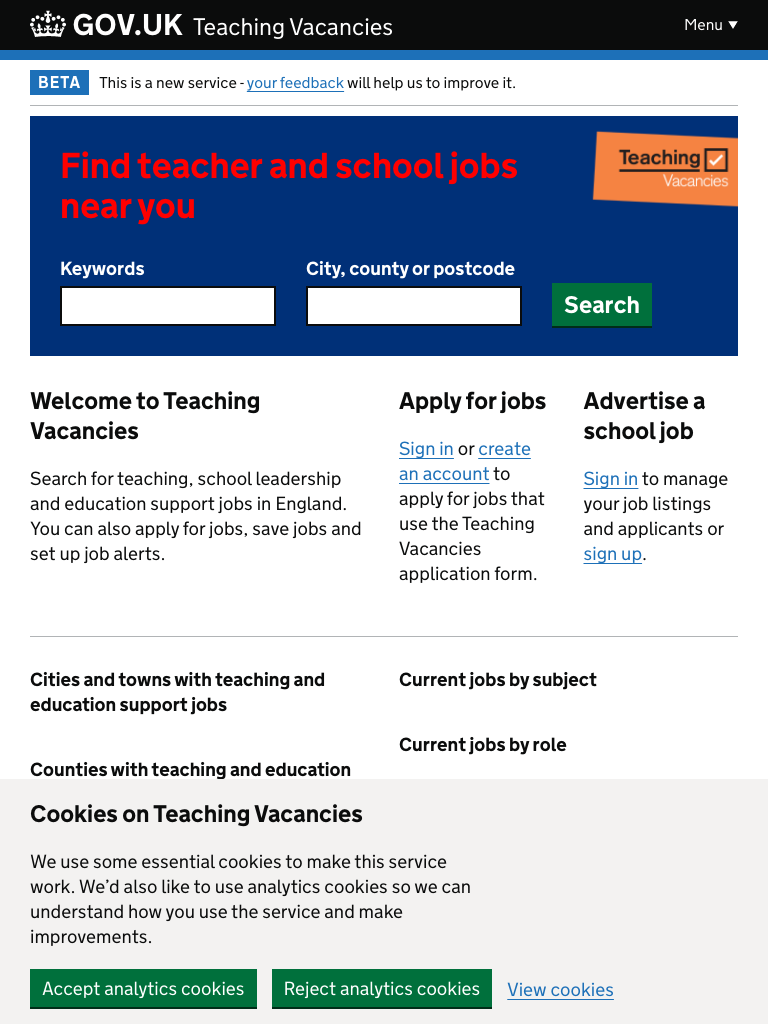 GOV.UK Teaching Vacancies
Menu ▼
BETA This is a new service - your feedback will help us to improve it.
Find teacher and school jobs
near you
Teaching
Vacancies
Keywords
City, county or postcode
Search
Welcome to Teaching
Vacancies
Search for teaching, school leadership
and education support jobs in England.
You can also apply for jobs, save jobs and
set up job alerts.
Apply for jobs
Sign in or create
an account to
apply for jobs that
use the Teaching
Vacancies
application form.
Advertise a
school job
Sign in to manage
your job listings
and applicants or
sign up.
Cities and towns with teaching and
education support jobs
Counties with teaching and education
Current jobs by subject
Current jobs by role
Cookies on Teaching Vacancies
We use some essential cookies to make this service
work. We’d also like to use analytics cookies so we can
understand how you use the service and make
improvements.
Accept analytics cookies
Reject analytics cookies
View cookies